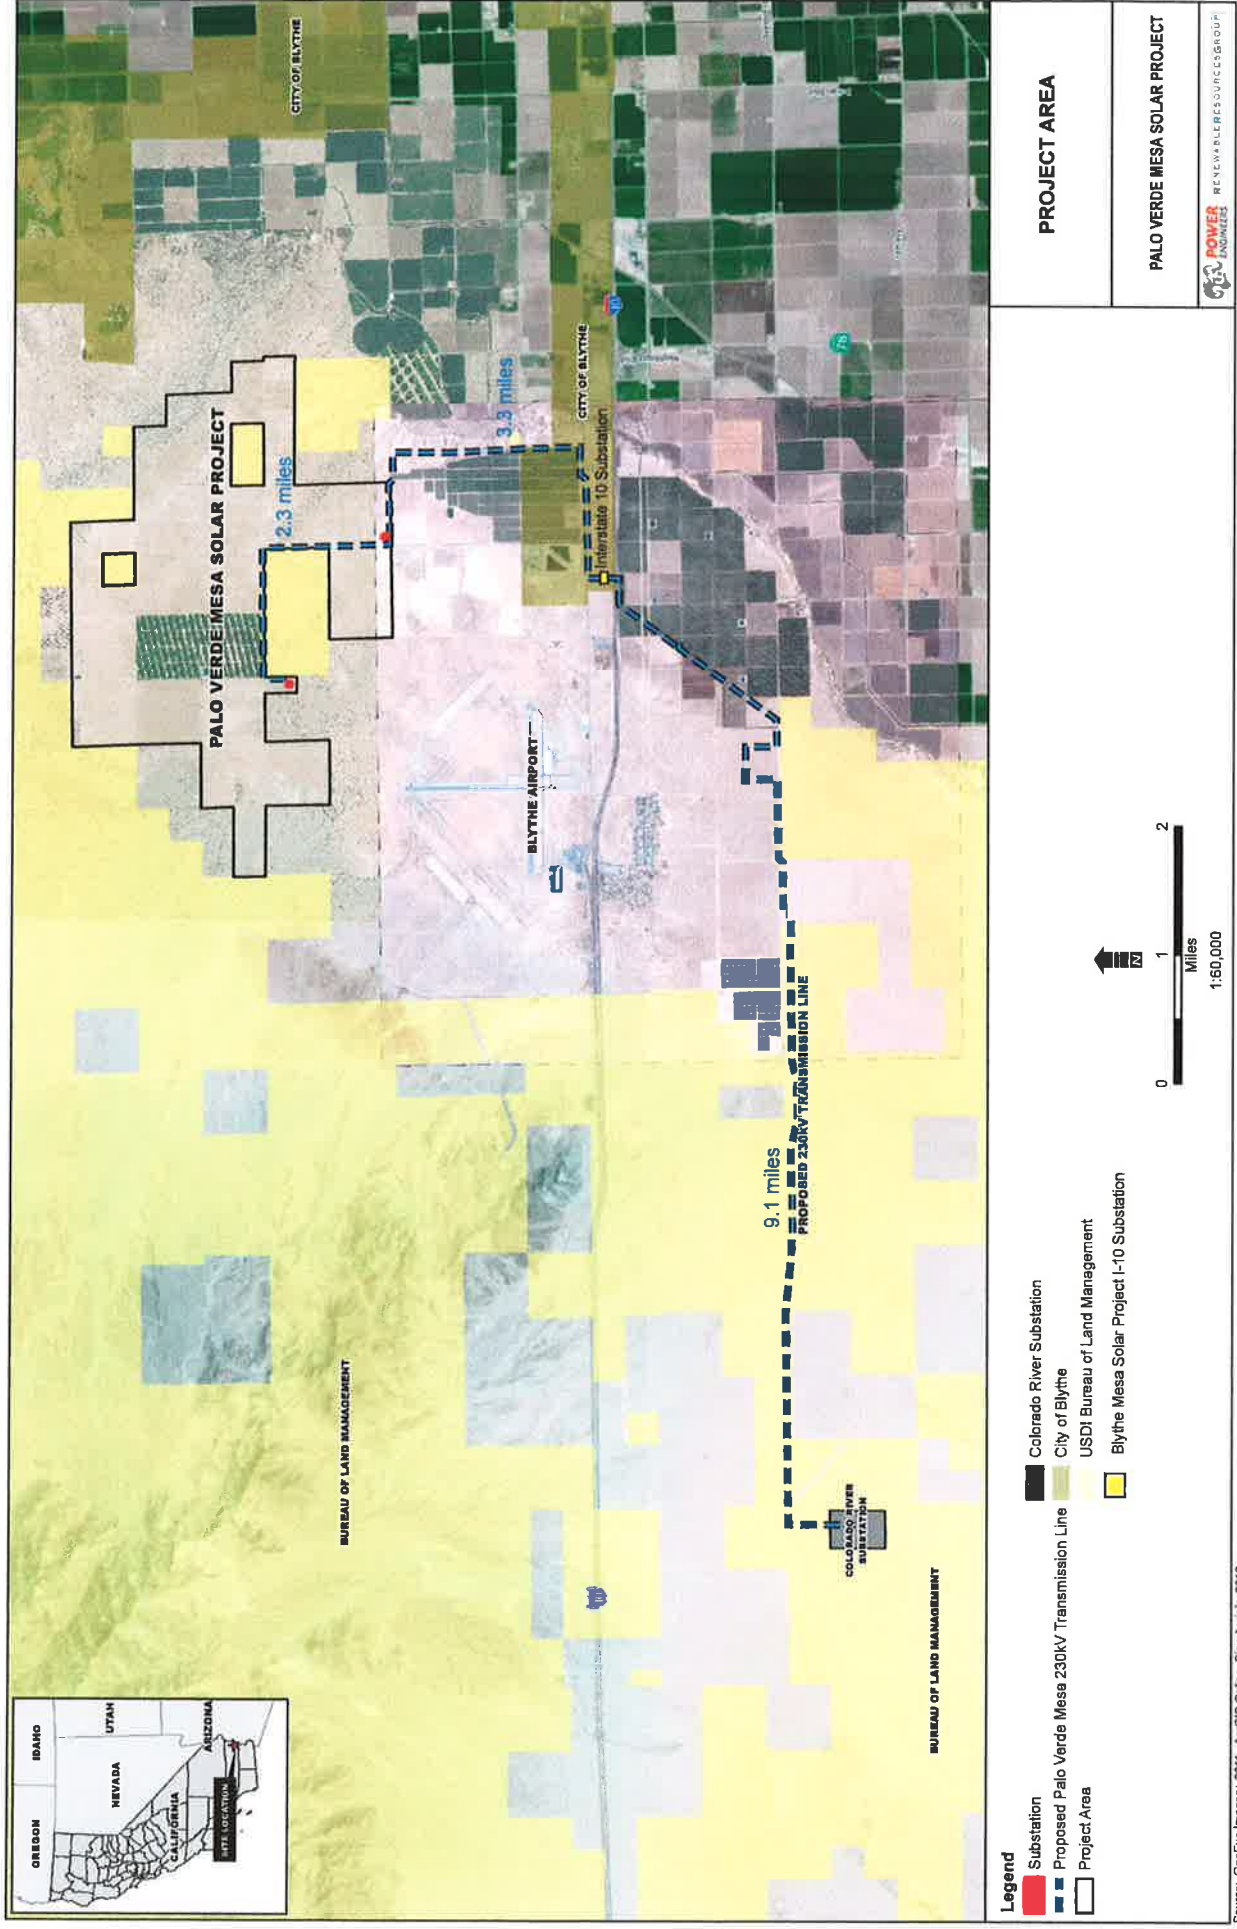 OREGON
IDAHO
NEVADA
UTAH
CALIFORNIA
ARIZONA
SITE LOCATION
PALO VERDE MESA SOLAR PROJECT
2.3 miles
CITY OF BLYTHE
3.3 miles
CITY OF BLYTHE
Interstate 10 Substation
10
78
BLYTHE AIRPORT
BUREAU OF LAND MANAGEMENT
9.1 miles
PROPOSED 230KV TRANSMISSION LINE
10
COLORADO RIVER
SUBSTATION
BUREAU OF LAND MANAGEMENT
Legend
Substation
Proposed Palo Verde Mesa 230kV Transmission Line
Project Area
Colorado River Substation
City of Blythe
USDI Bureau of Land Management
Blythe Mesa Solar Project I-10 Substation
N
0 1 2
Miles
1:60,000
PROJECT AREA
PALO VERDE MESA SOLAR PROJECT
POWER
ENGINEERS
RENEWABLERESOURCESGROUP